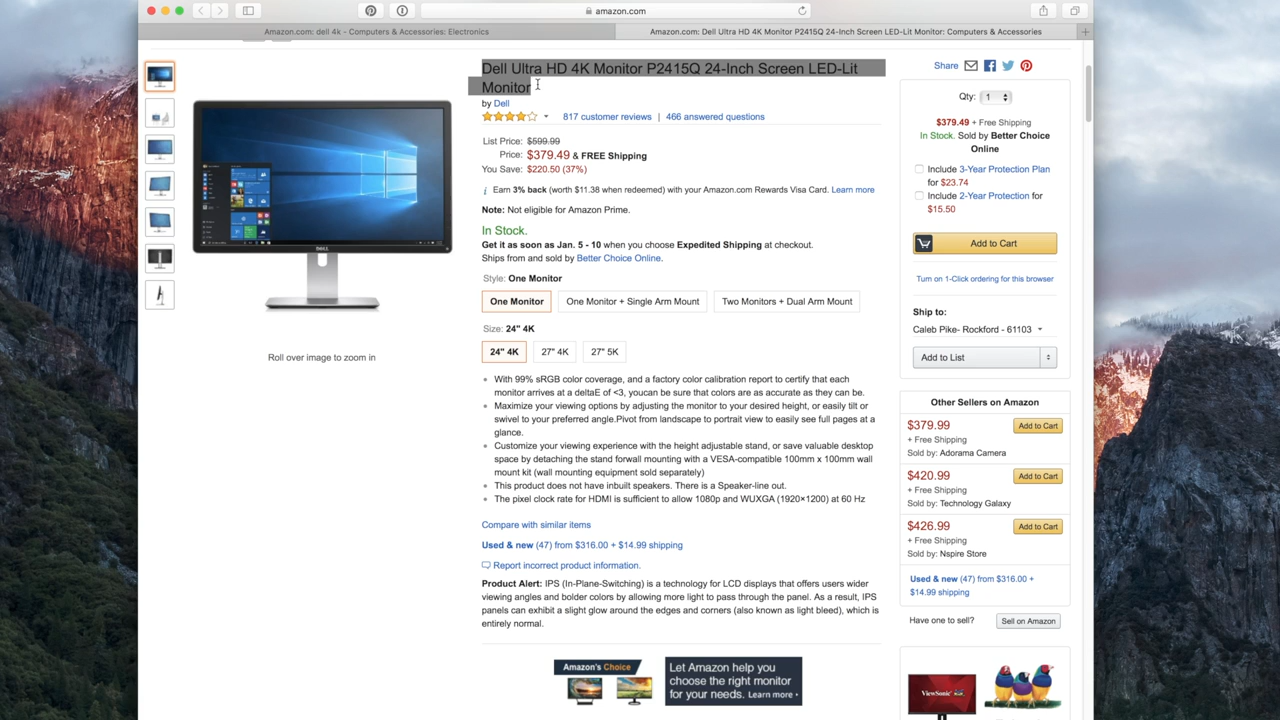 amazon.com
Amazon.com: dell 4k - Computers & Accessories: Electronics
Amazon.com: Dell Ultra HD 4K Monitor P2415Q 24-Inch Screen LED-Lit Monitor: Computers & Accessories
Dell Ultra HD 4K Monitor P2415Q 24-Inch Screen LED-Lit
Monitor
by Dell
817 customer reviews | 466 answered questions
List Price: $599.99
Price: $379.49 & FREE Shipping
You Save: $220.50 (37%)
Earn 3% back (worth $11.38 when redeemed) with your Amazon.com Rewards Visa Card. Learn more
Note: Not eligible for Amazon Prime.
In Stock.
Get it as soon as Jan. 5 - 10 when you choose Expedited Shipping at checkout.
Ships from and sold by Better Choice Online.
Style: One Monitor
One Monitor
One Monitor + Single Arm Mount
Two Monitors + Dual Arm Mount
Size: 24" 4K
24" 4K
27" 4K
27" 5K
With 99% sRGB color coverage, and a factory color calibration report to certify that each
monitor arrives at a deltaE of <3, youcan be sure that colors are as accurate as they can be.
Maximize your viewing options by adjusting the monitor to your desired height, or easily tilt or
swivel to your preferred angle.Pivot from landscape to portrait view to easily see full pages at a
glance.
Customize your viewing experience with the height adjustable stand, or save valuable desktop
space by detaching the stand forwall mounting with a VESA-compatible 100mm x 100mm wall
mount kit (wall mounting equipment sold separately)
This product does not have inbuilt speakers. There is a Speaker-line out.
The pixel clock rate for HDMI is sufficient to allow 1080p and WUXGA (1920×1200) at 60 Hz
Compare with similar items
Used & new (47) from $316.00 + $14.99 shipping
Report incorrect product information.
Product Alert: IPS (In-Plane-Switching) is a technology for LCD displays that offers users wider
viewing angles and bolder colors by allowing more light to pass through the panel. As a result, IPS
panels can exhibit a slight glow around the edges and corners (also known as light bleed), which is
entirely normal.
Amazon's Choice
Let Amazon help you
choose the right monitor
for your needs. Learn more
DELL
Roll over image to zoom in
Share
Qty: 1
$379.49 + Free Shipping
In Stock. Sold by Better Choice
Online
Include 3-Year Protection Plan
for $23.74
Include 2-Year Protection for
$15.50
Add to Cart
Turn on 1-Click ordering for this browser
Ship to:
Caleb Pike- Rockford - 61103
Add to List
Other Sellers on Amazon
$379.99
Add to Cart
+ Free Shipping
Sold by: Adorama Camera
$420.99
Add to Cart
+ Free Shipping
Sold by: Technology Galaxy
$426.99
Add to Cart
+ Free Shipping
Sold by: Nspire Store
Used & new (47) from $316.00 +
$14.99 shipping
Have one to sell?
Sell on Amazon
ViewSonic